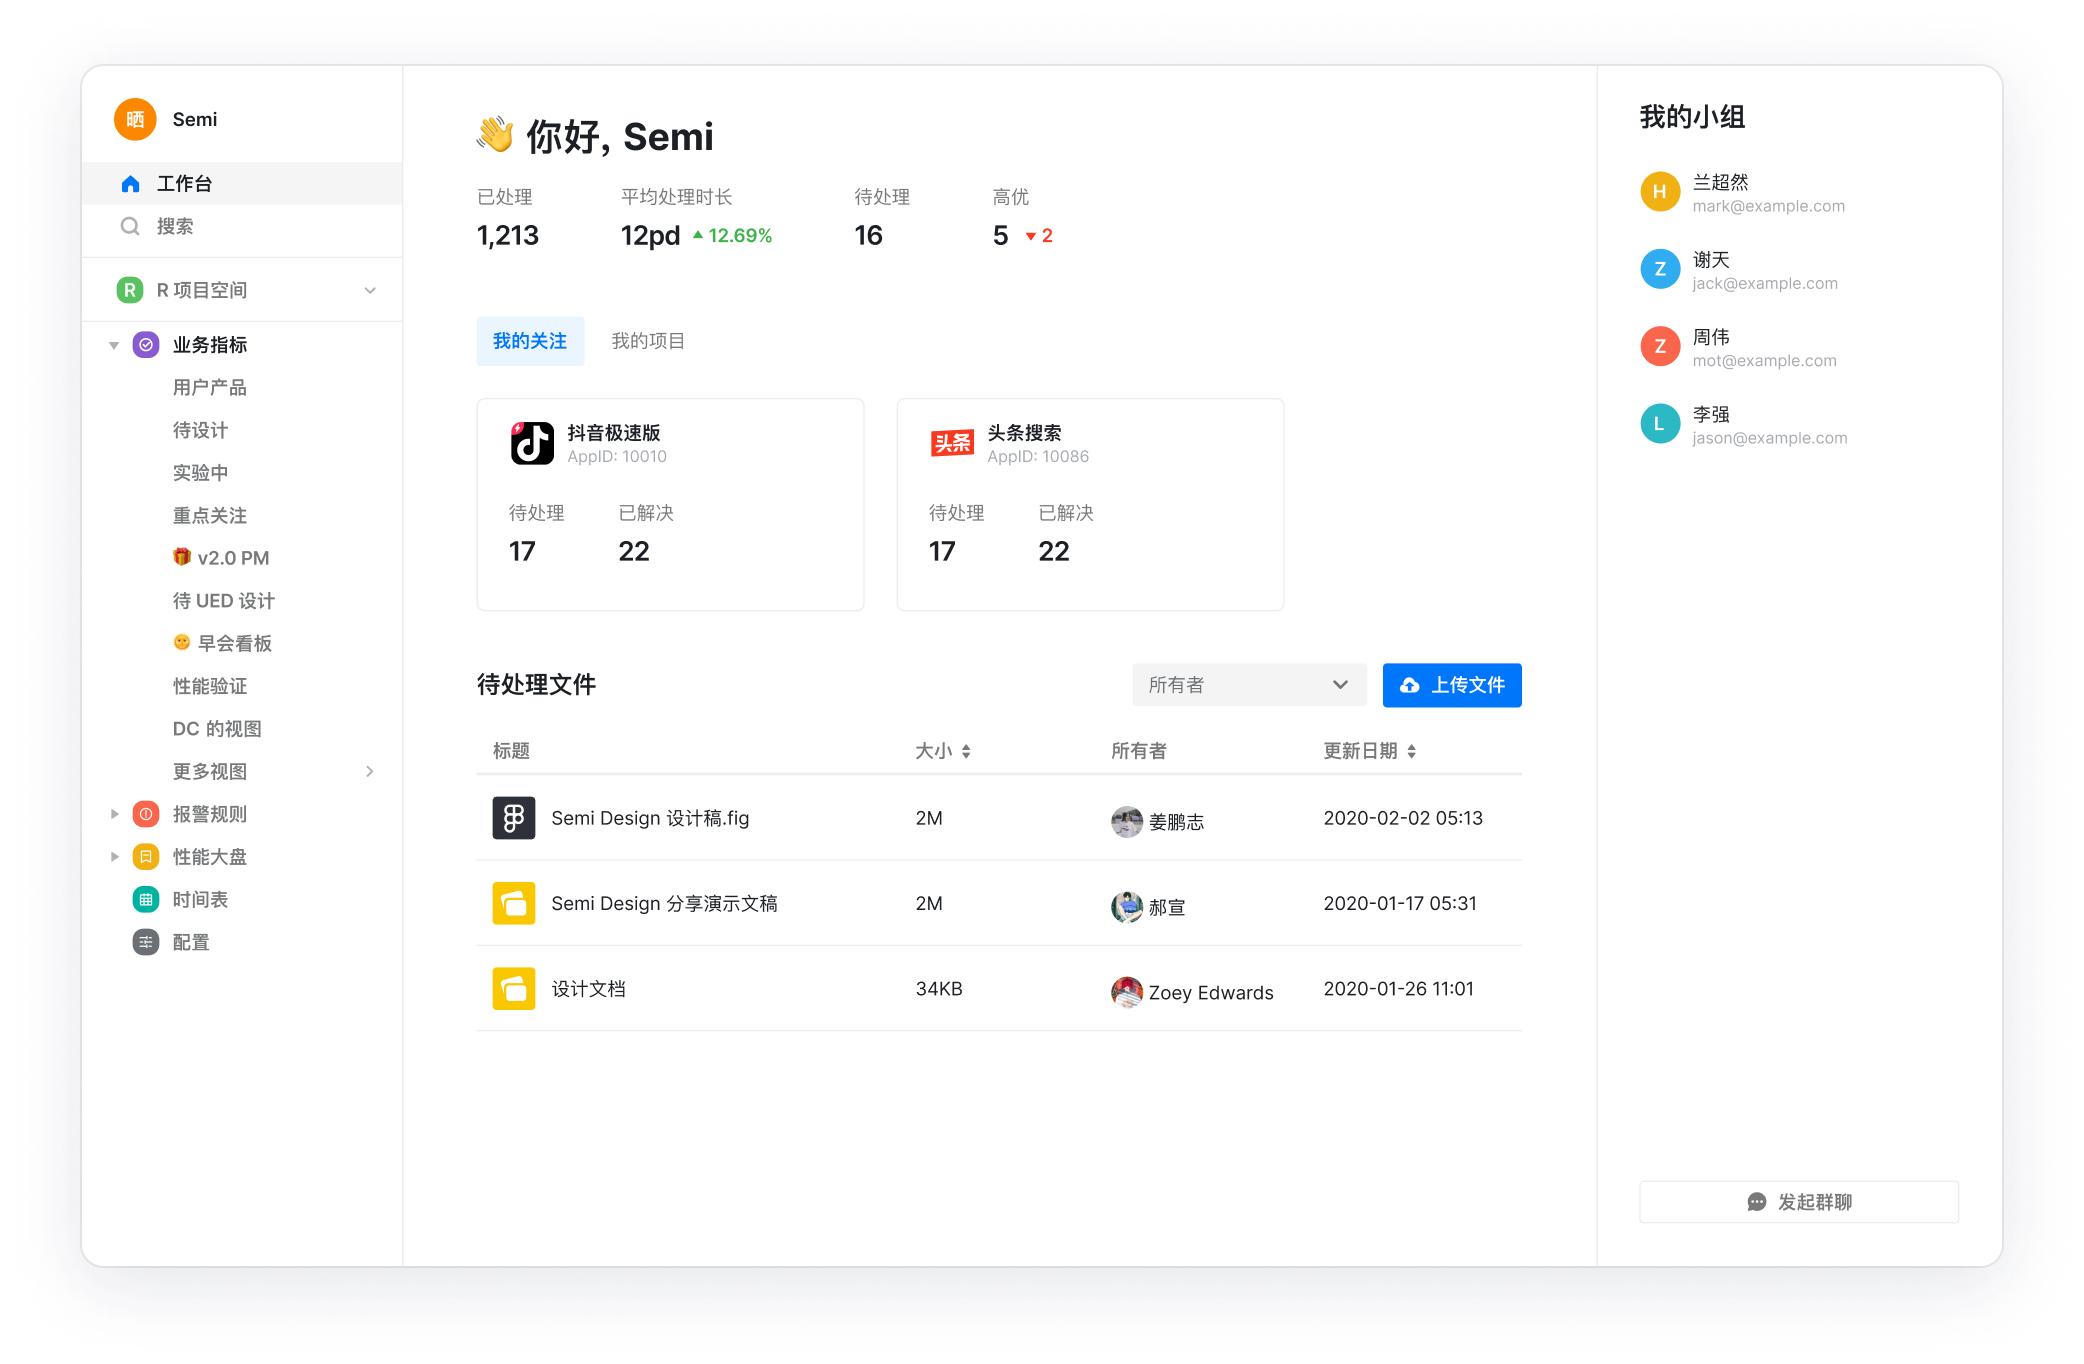 晒 Semi
工作台
搜索
R R 项目空间
业务指标
用户产品
待设计
实验中
重点关注
🎁 v2.0 PM
待 UED 设计
🌞 早会看板
性能验证
DC 的视图
更多视图
报警规则
性能大盘
时间表
配置
👋 你好, Semi
已处理 平均处理时长 待处理 高优
1,213 12pd 12.69% 16 5 2
我的关注 我的项目
抖音极速版
AppID: 10010
待处理 已解决
17 22
头条
头条搜索
AppID: 10086
待处理 已解决
17 22
待处理文件 所有者 上传文件
标题 大小 所有者 更新日期
Semi Design 设计稿.fig 2M 姜鹏志 2020-02-02 05:13
Semi Design 分享演示文稿 2M 郝宣 2020-01-17 05:31
设计文档 34KB Zoey Edwards 2020-01-26 11:01
我的小组
H 兰超然
mark@example.com
Z 谢天
jack@example.com
Z 周伟
mot@example.com
L 李强
jason@example.com
发起群聊